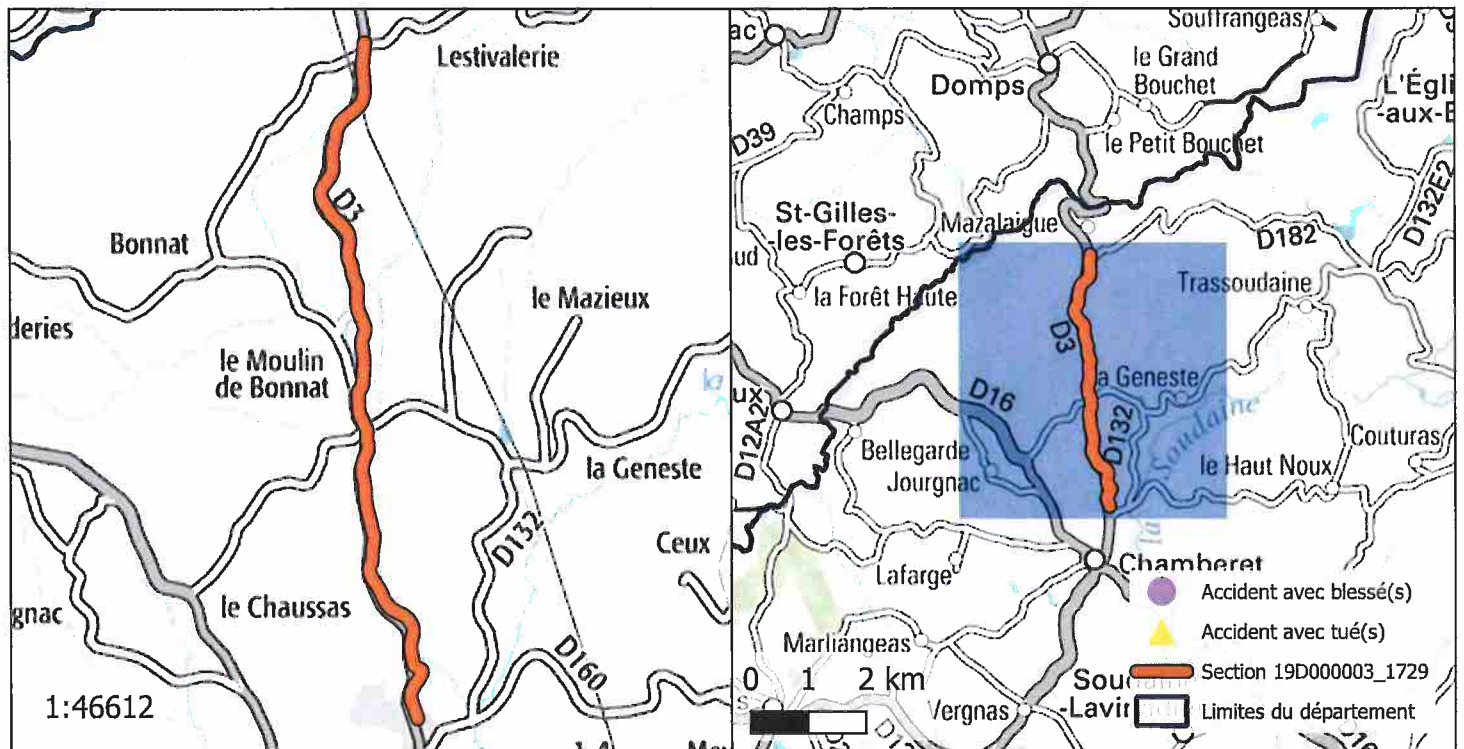 Lestivalerie
D3
Bonnat
le Mazieux
deries
le Moulin
de Bonnat
la
la Geneste
D132
Ceux
gnac
le Chaussas
D160
1:46612
Souffrangeas
ac
le Grand
Bouchet
Domps
L'Égli
-aux-B
Champs
D39
le Petit Bouchet
D132E2
St-Gilles-
-les-Forêts
Mazalaigue
D182
ud
la Forêt Haute
Trassoudaine
D3
a Geneste
ux
D16
D12A2
D132
la Soudaine
Couturas
Bellegarde
Jourgnac
le Haut Noux
Chamberet
Lafarge
Accident avec blessé(s)
Marliangeas
Accident avec tué(s)
0 1 2 km
Section 19D000003_1729
Sou
-Lavi
Vergnas
Limites du département